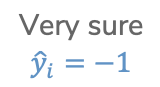 Very sure
ŷᵢ = −1